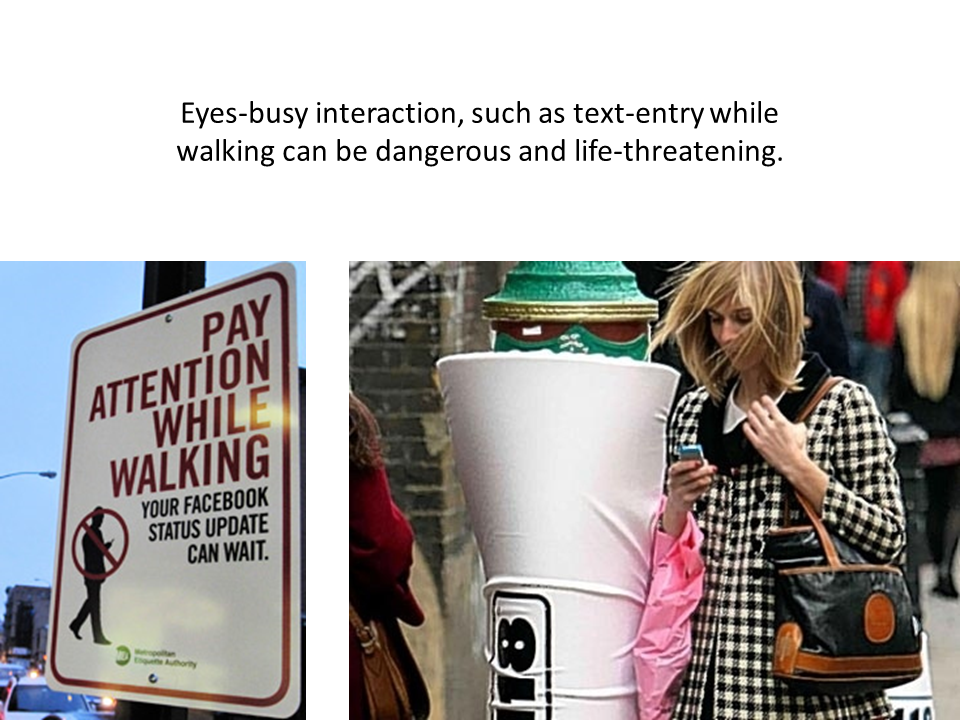 Eyes-busy interaction, such as text-entry while
walking can be dangerous and life-threatening.
PAY
ATTENTION
WHILE
WALKING
YOUR FACEBOOK
STATUS UPDATE
CAN WAIT.
Metropolitan
Etiquette Authority